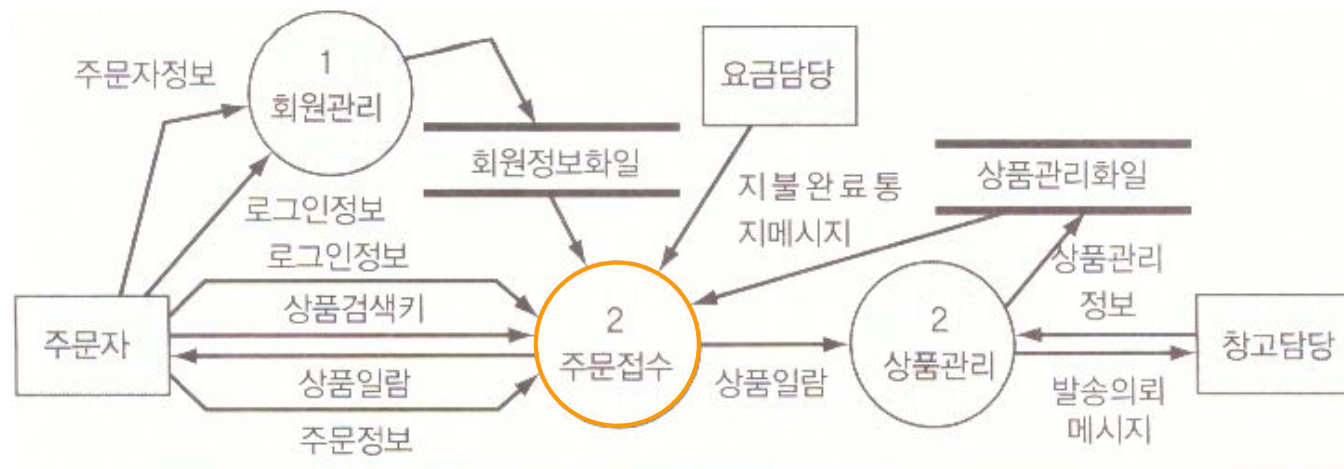 1
회원관리
주문자정보
요금담당
회원정보화일
상품관리화일
지불완료통
지메시지
로그인정보
로그인정보
상품관리
정보
상품검색키
주문자
2
주문접수
2
상품관리
창고담당
상품일람
상품일람
발송의뢰
메시지
주문정보